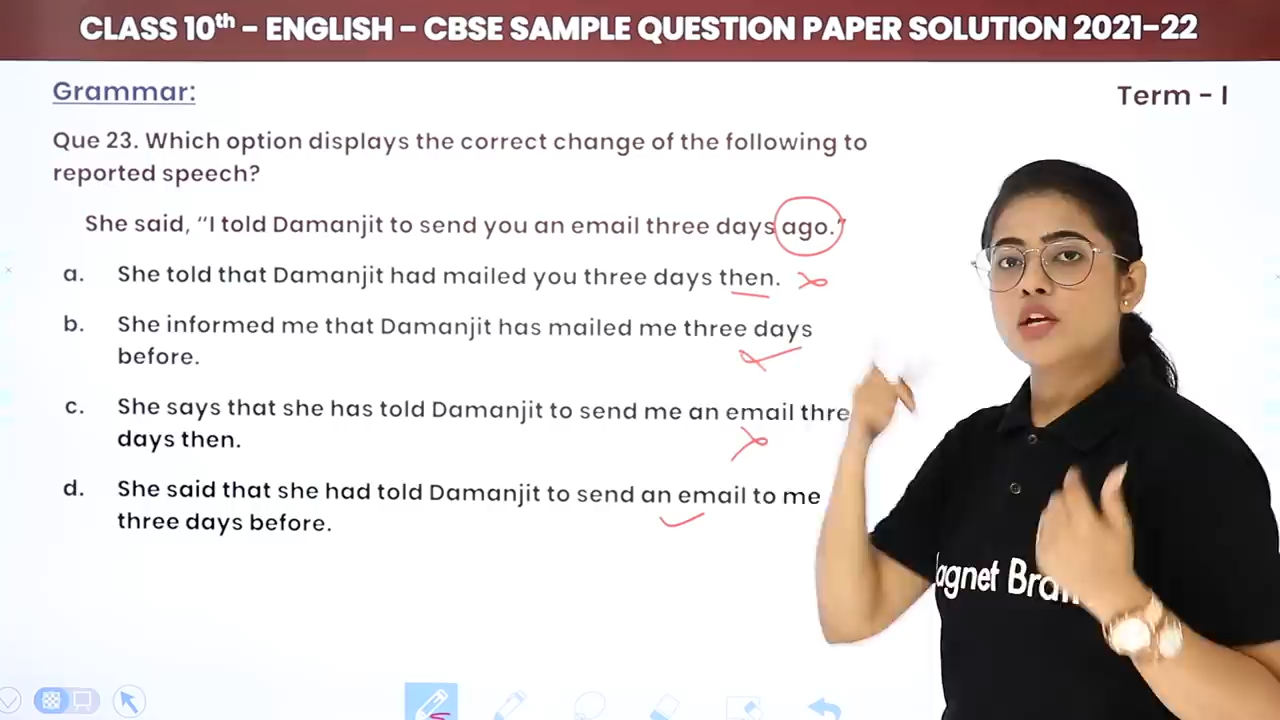 CLASS 10th - ENGLISH - CBSE SAMPLE QUESTION PAPER SOLUTION 2021-22
Grammar:
Term - I
Que 23. Which option displays the correct change of the following to
reported speech?
She said, “I told Damanjit to send you an email three days ago.”
a. She told that Damanjit had mailed you three days then.
b. She informed me that Damanjit has mailed me three days
before.
c. She says that she has told Damanjit to send me an email thre
days then.
d. She said that she had told Damanjit to send an email to me
three days before.
agnet Brai